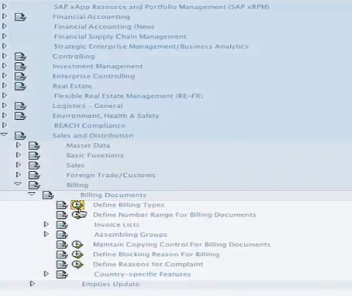 SAP xApp Resource and Portfolio Management (SAP xRPM)
Financial Accounting
Financial Accounting (New)
Financial Supply Chain Management
Strategic Enterprise Management/Business Analytics
Controlling
Investment Management
Enterprise Controlling
Real Estate
Flexible Real Estate Management (RE-FX)
Logistics - General
Environment, Health & Safety
REACH Compliance
Sales and Distribution
Master Data
Basic Functions
Sales
Foreign Trade/Customs
Billing
Billing Documents
Define Billing Types
Define Number Range For Billing Documents
Invoice Lists
Assembling Groups
Maintain Copying Control For Billing Documents
Define Blocking Reason For Billing
Define Reasons for Complaint
Country-specific Features
Empties Update